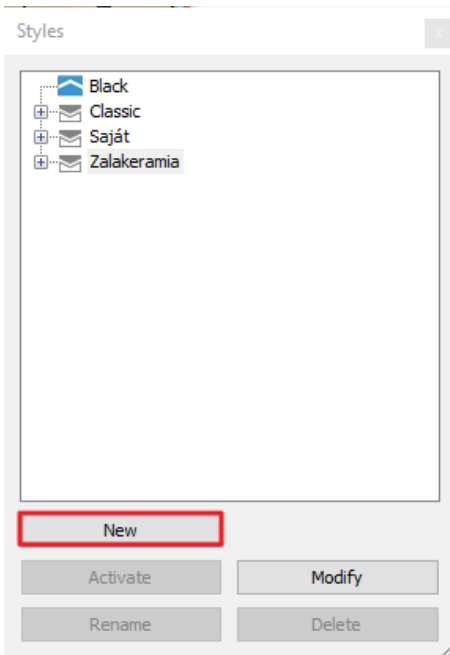 Styles
x
Black
Classic
Saját
Zalakeramia
New
Activate Modify
Rename Delete